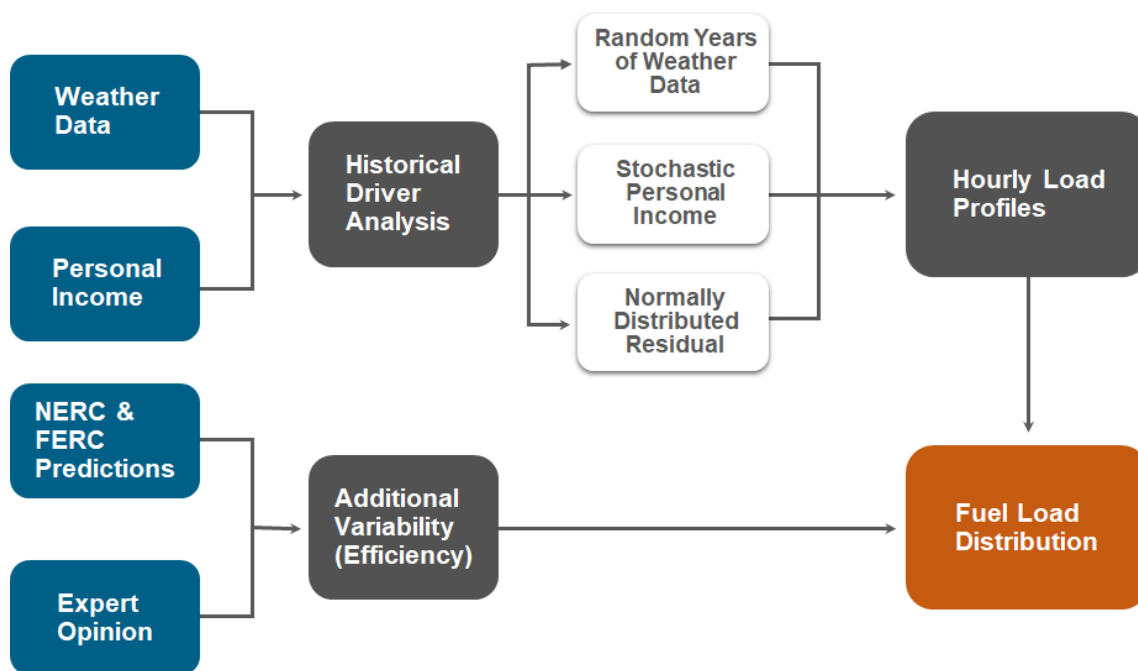 Weather
Data
Personal
Income
NERC &
FERC
Predictions
Expert
Opinion
Historical
Driver
Analysis
Additional
Variability
(Efficiency)
Random Years
of Weather
Data
Stochastic
Personal
Income
Normally
Distributed
Residual
Hourly Load
Profiles
Fuel Load
Distribution